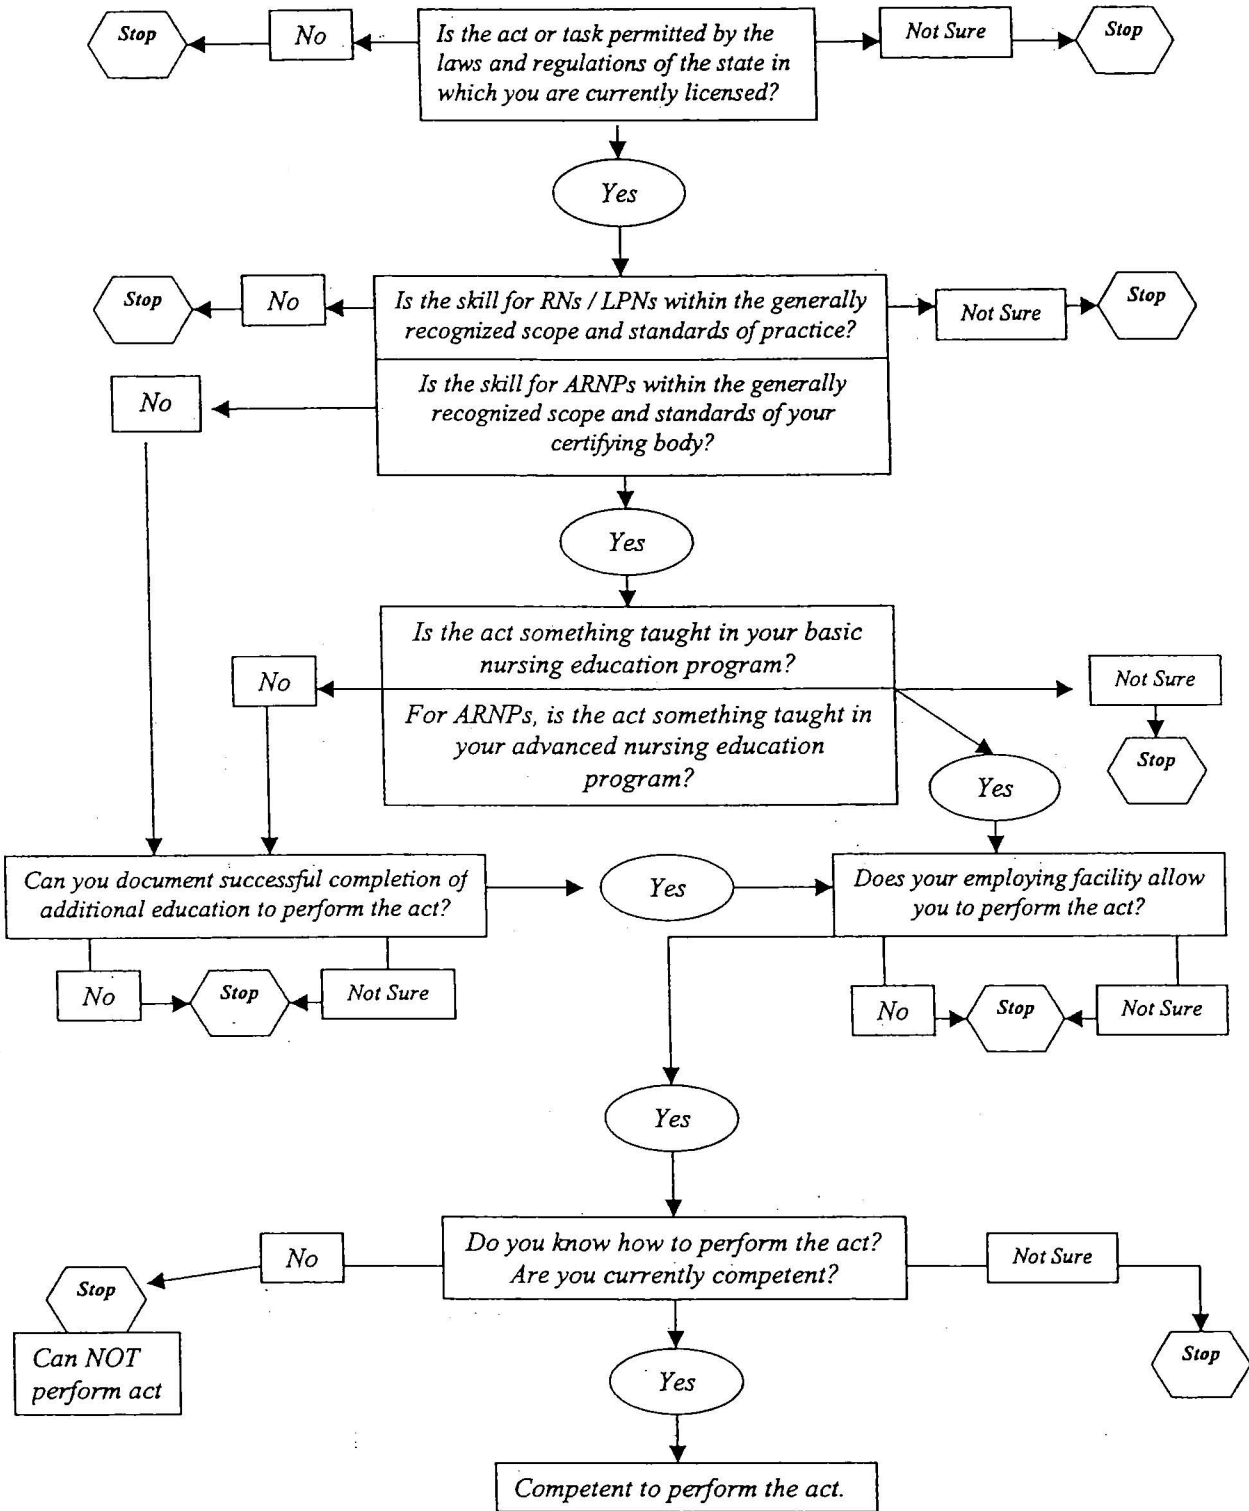 Stop
No
Is the act or task permitted by the
laws and regulations of the state in
which you are currently licensed?
Not Sure
Stop
Yes
Stop
No
Is the skill for RNs / LPNs within the generally
recognized scope and standards of practice?
Not Sure
Stop
No
Is the skill for ARNPs within the generally
recognized scope and standards of your
certifying body?
Yes
Is the act something taught in your basic
nursing education program?
No
Not Sure
For ARNPs, is the act something taught in
your advanced nursing education
program?
Stop
Yes
Can you document successful completion of
additional education to perform the act?
Yes
Does your employing facility allow
you to perform the act?
No
Stop
Not Sure
No
Stop
Not Sure
Yes
No
Do you know how to perform the act?
Are you currently competent?
Not Sure
Stop
Can NOT
perform act
Stop
Yes
Competent to perform the act.